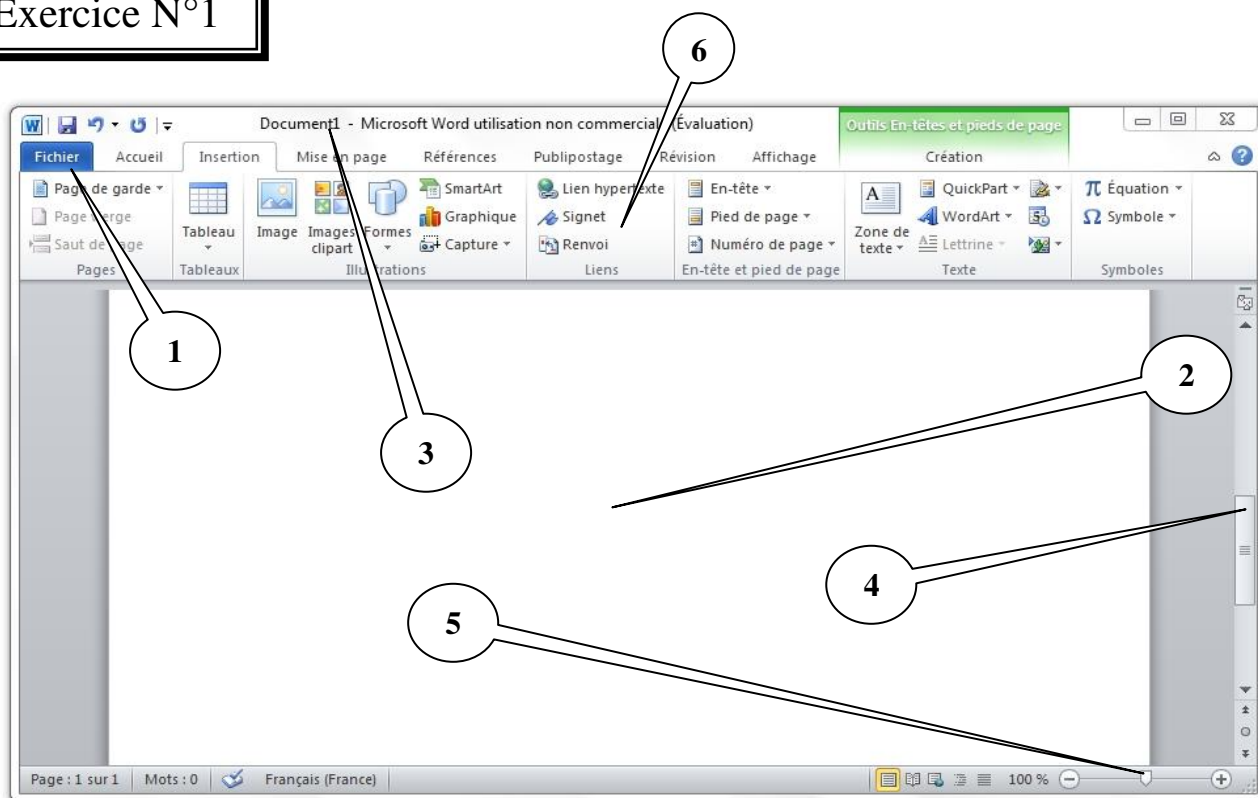 Exercice N°1
6
Document1 - Microsoft Word utilisation non commerciale (Évaluation)
Outils En-têtes et pieds de page
Fichier Accueil Insertion Mise en page Références Publipostage Révision Affichage Création
Page de garde
Page vierge
Saut de page
Pages
Tableau
Tableaux
Image Images clipart Formes
SmartArt
Graphique
Capture
Illustrations
Lien hypertexte
Signet
Renvoi
Liens
En-tête
Pied de page
Numéro de page
En-tête et pied de page
Zone de texte
QuickPart
WordArt
Lettrine
Texte
π Équation
Ω Symbole
Symboles
1
2
3
4
5
Page : 1 sur 1 Mots : 0 Français (France) 100 %